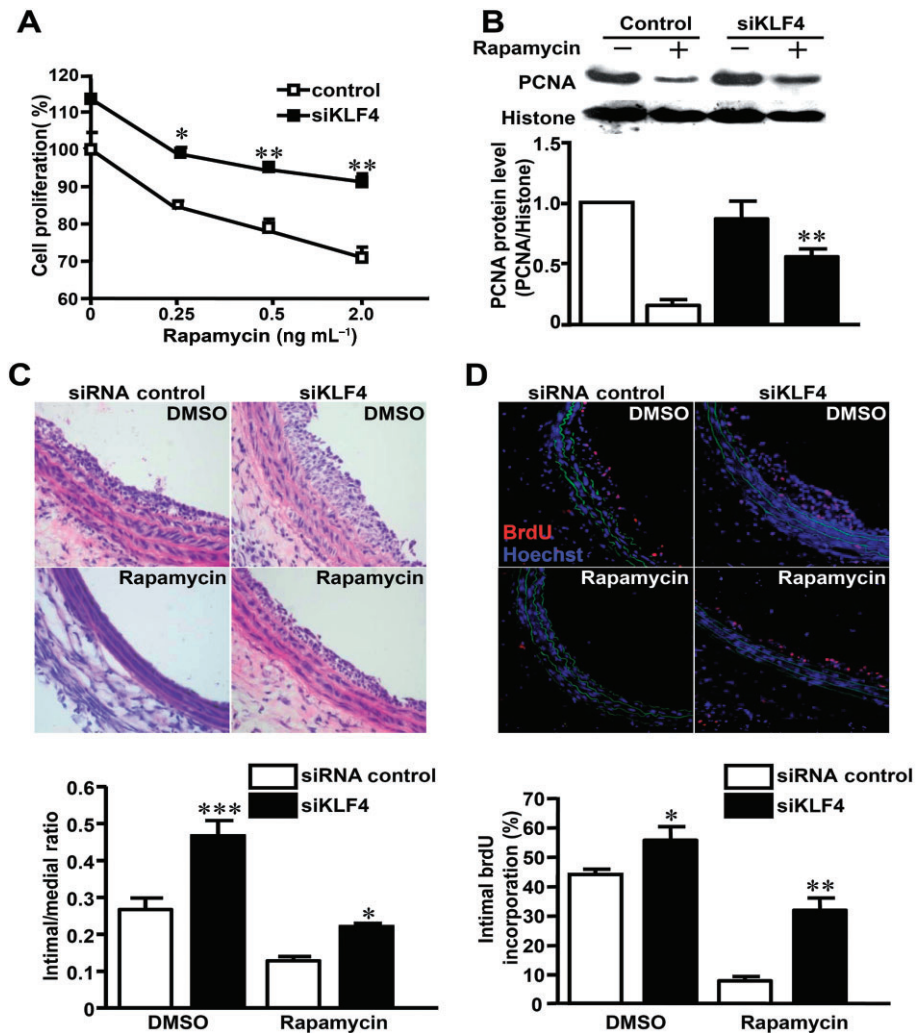 A
control
siKLF4
Cell proliferation( %)
120
110
100
90
80
70
60
*
**
**
0
0.25
0.5
2.0
Rapamycin (ng mL⁻¹)
B
Control
siKLF4
Rapamycin − + − +
PCNA
Histone
PCNA protein level
(PCNA/Histone)
1.5
1.0
0.5
0
**
C
siRNA control
siKLF4
DMSO
DMSO
Rapamycin
Rapamycin
siRNA control
siKLF4
Intimal/medial ratio
0.6
0.5
0.4
0.3
0.2
0.1
0
***
*
DMSO
Rapamycin
D
siRNA control
siKLF4
DMSO
DMSO
BrdU
Hoechst
Rapamycin
Rapamycin
siRNA control
siKLF4
Intimal brdU
incorporation (%)
70
60
50
40
30
20
10
0
*
**
DMSO
Rapamycin